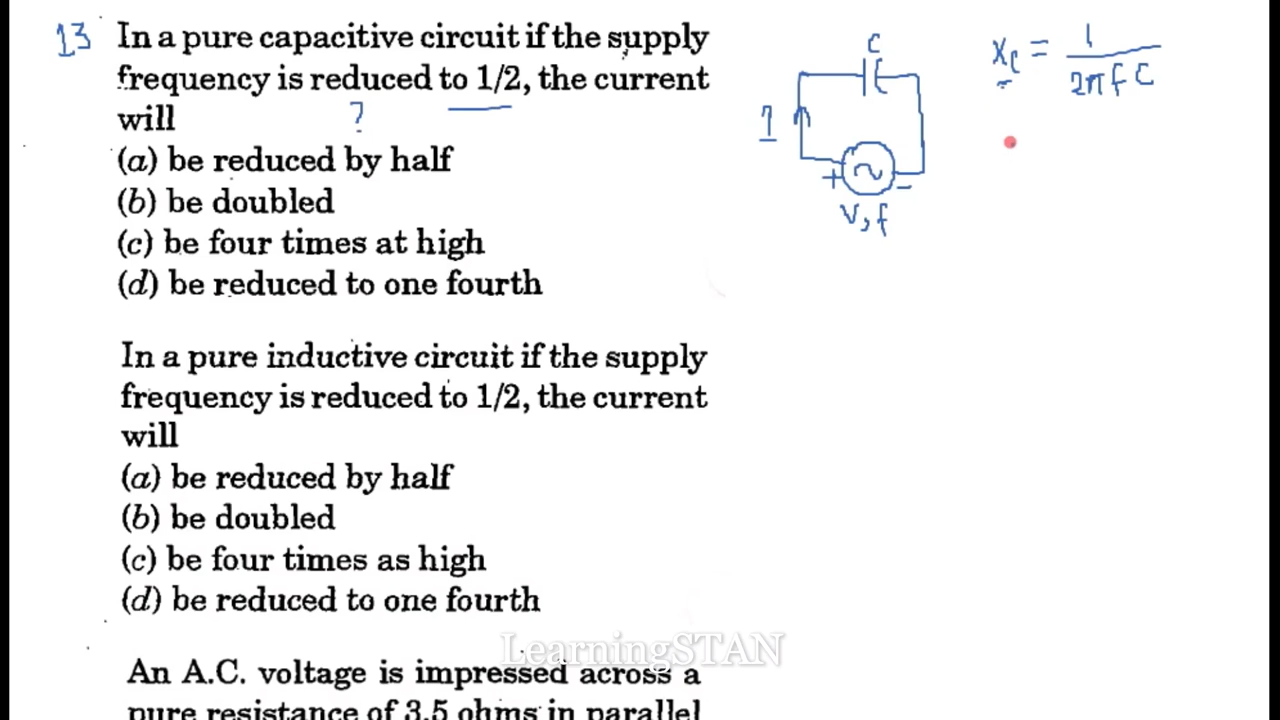 13 In a pure capacitive circuit if the supply
frequency is reduced to 1/2, the current
will ?
(a) be reduced by half
(b) be doubled
(c) be four times at high
(d) be reduced to one fourth
C
I
+ -
V, f
Xc = 1 / 2π f C
In a pure inductive circuit if the supply
frequency is reduced to 1/2, the current
will
(a) be reduced by half
(b) be doubled
(c) be four times as high
(d) be reduced to one fourth
LearningSTAN
An A.C. voltage is impressed across a
pure resistance of 3.5 ohms in parallel